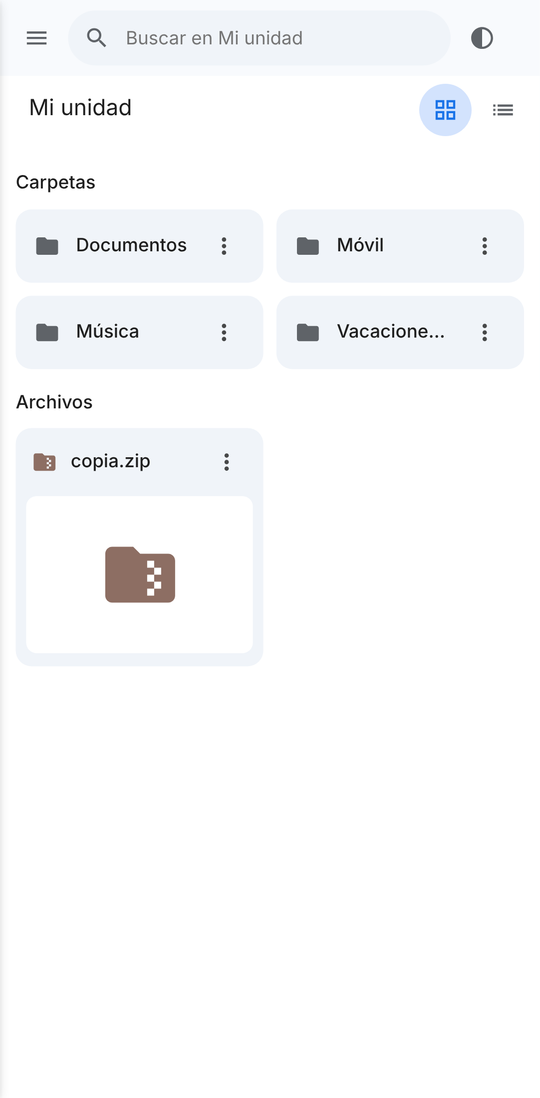 Buscar en Mi unidad
Mi unidad
Carpetas
Documentos
Móvil
Música
Vacacione...
Archivos
copia.zip